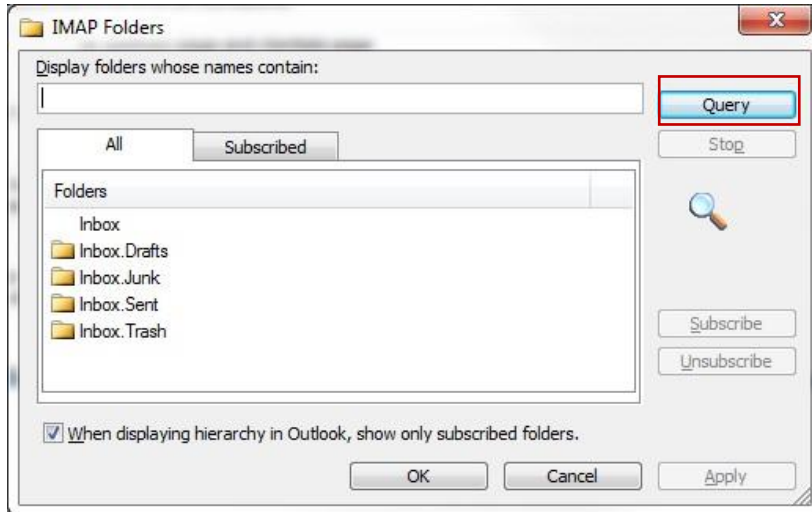 IMAP Folders
Display folders whose names contain:
Query
All
Subscribed
Stop
Folders
Inbox
Inbox.Drafts
Inbox.Junk
Inbox.Sent
Inbox.Trash
Subscribe
Unsubscribe
When displaying hierarchy in Outlook, show only subscribed folders.
OK
Cancel
Apply